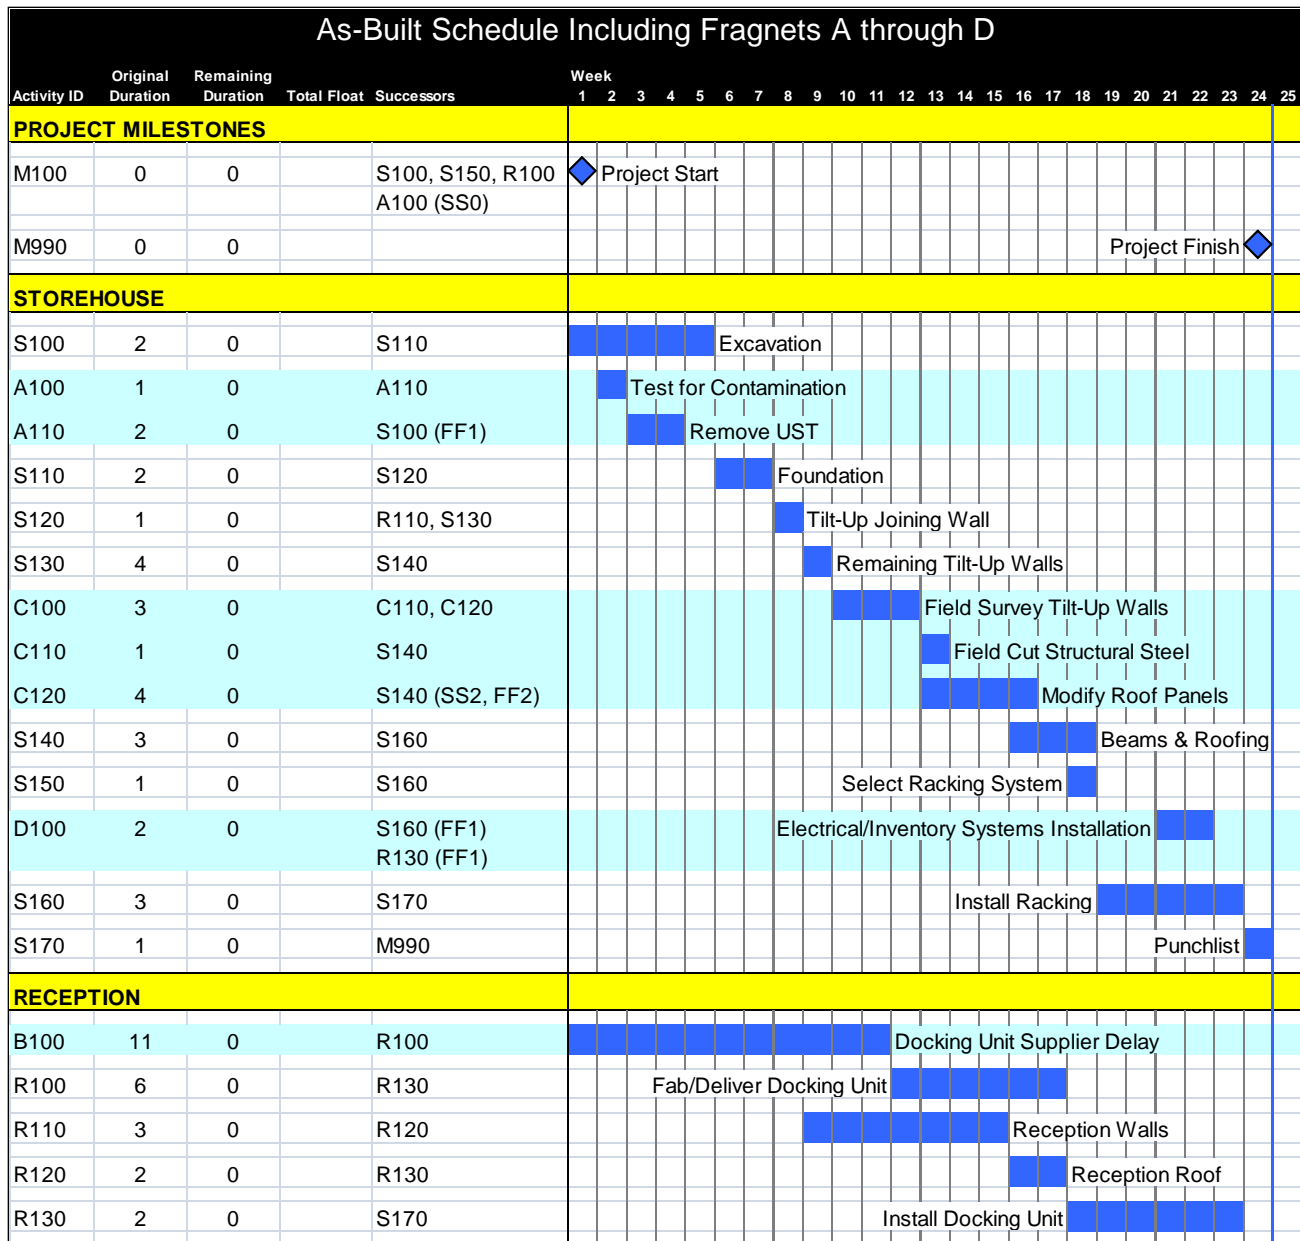 As-Built Schedule Including Fragnets A through D
Original Remaining Week
Activity ID Duration Duration Total Float Successors 1 2 3 4 5 6 7 8 9 10 11 12 13 14 15 16 17 18 19 20 21 22 23 24 25
PROJECT MILESTONES
M100 0 0 S100, S150, R100 Project Start
A100 (SS0)
M990 0 0 Project Finish
STOREHOUSE
S100 2 0 S110 Excavation
A100 1 0 A110 Test for Contamination
A110 2 0 S100 (FF1) Remove UST
S110 2 0 S120 Foundation
S120 1 0 R110, S130 Tilt-Up Joining Wall
S130 4 0 S140 Remaining Tilt-Up Walls
C100 3 0 C110, C120 Field Survey Tilt-Up Walls
C110 1 0 S140 Field Cut Structural Steel
C120 4 0 S140 (SS2, FF2) Modify Roof Panels
S140 3 0 S160 Beams & Roofing
S150 1 0 S160 Select Racking System
D100 2 0 S160 (FF1) Electrical/Inventory Systems Installation
R130 (FF1)
S160 3 0 S170 Install Racking
S170 1 0 M990 Punchlist
RECEPTION
B100 11 0 R100 Docking Unit Supplier Delay
R100 6 0 R130 Fab/Deliver Docking Unit
R110 3 0 R120 Reception Walls
R120 2 0 R130 Reception Roof
R130 2 0 S170 Install Docking Unit